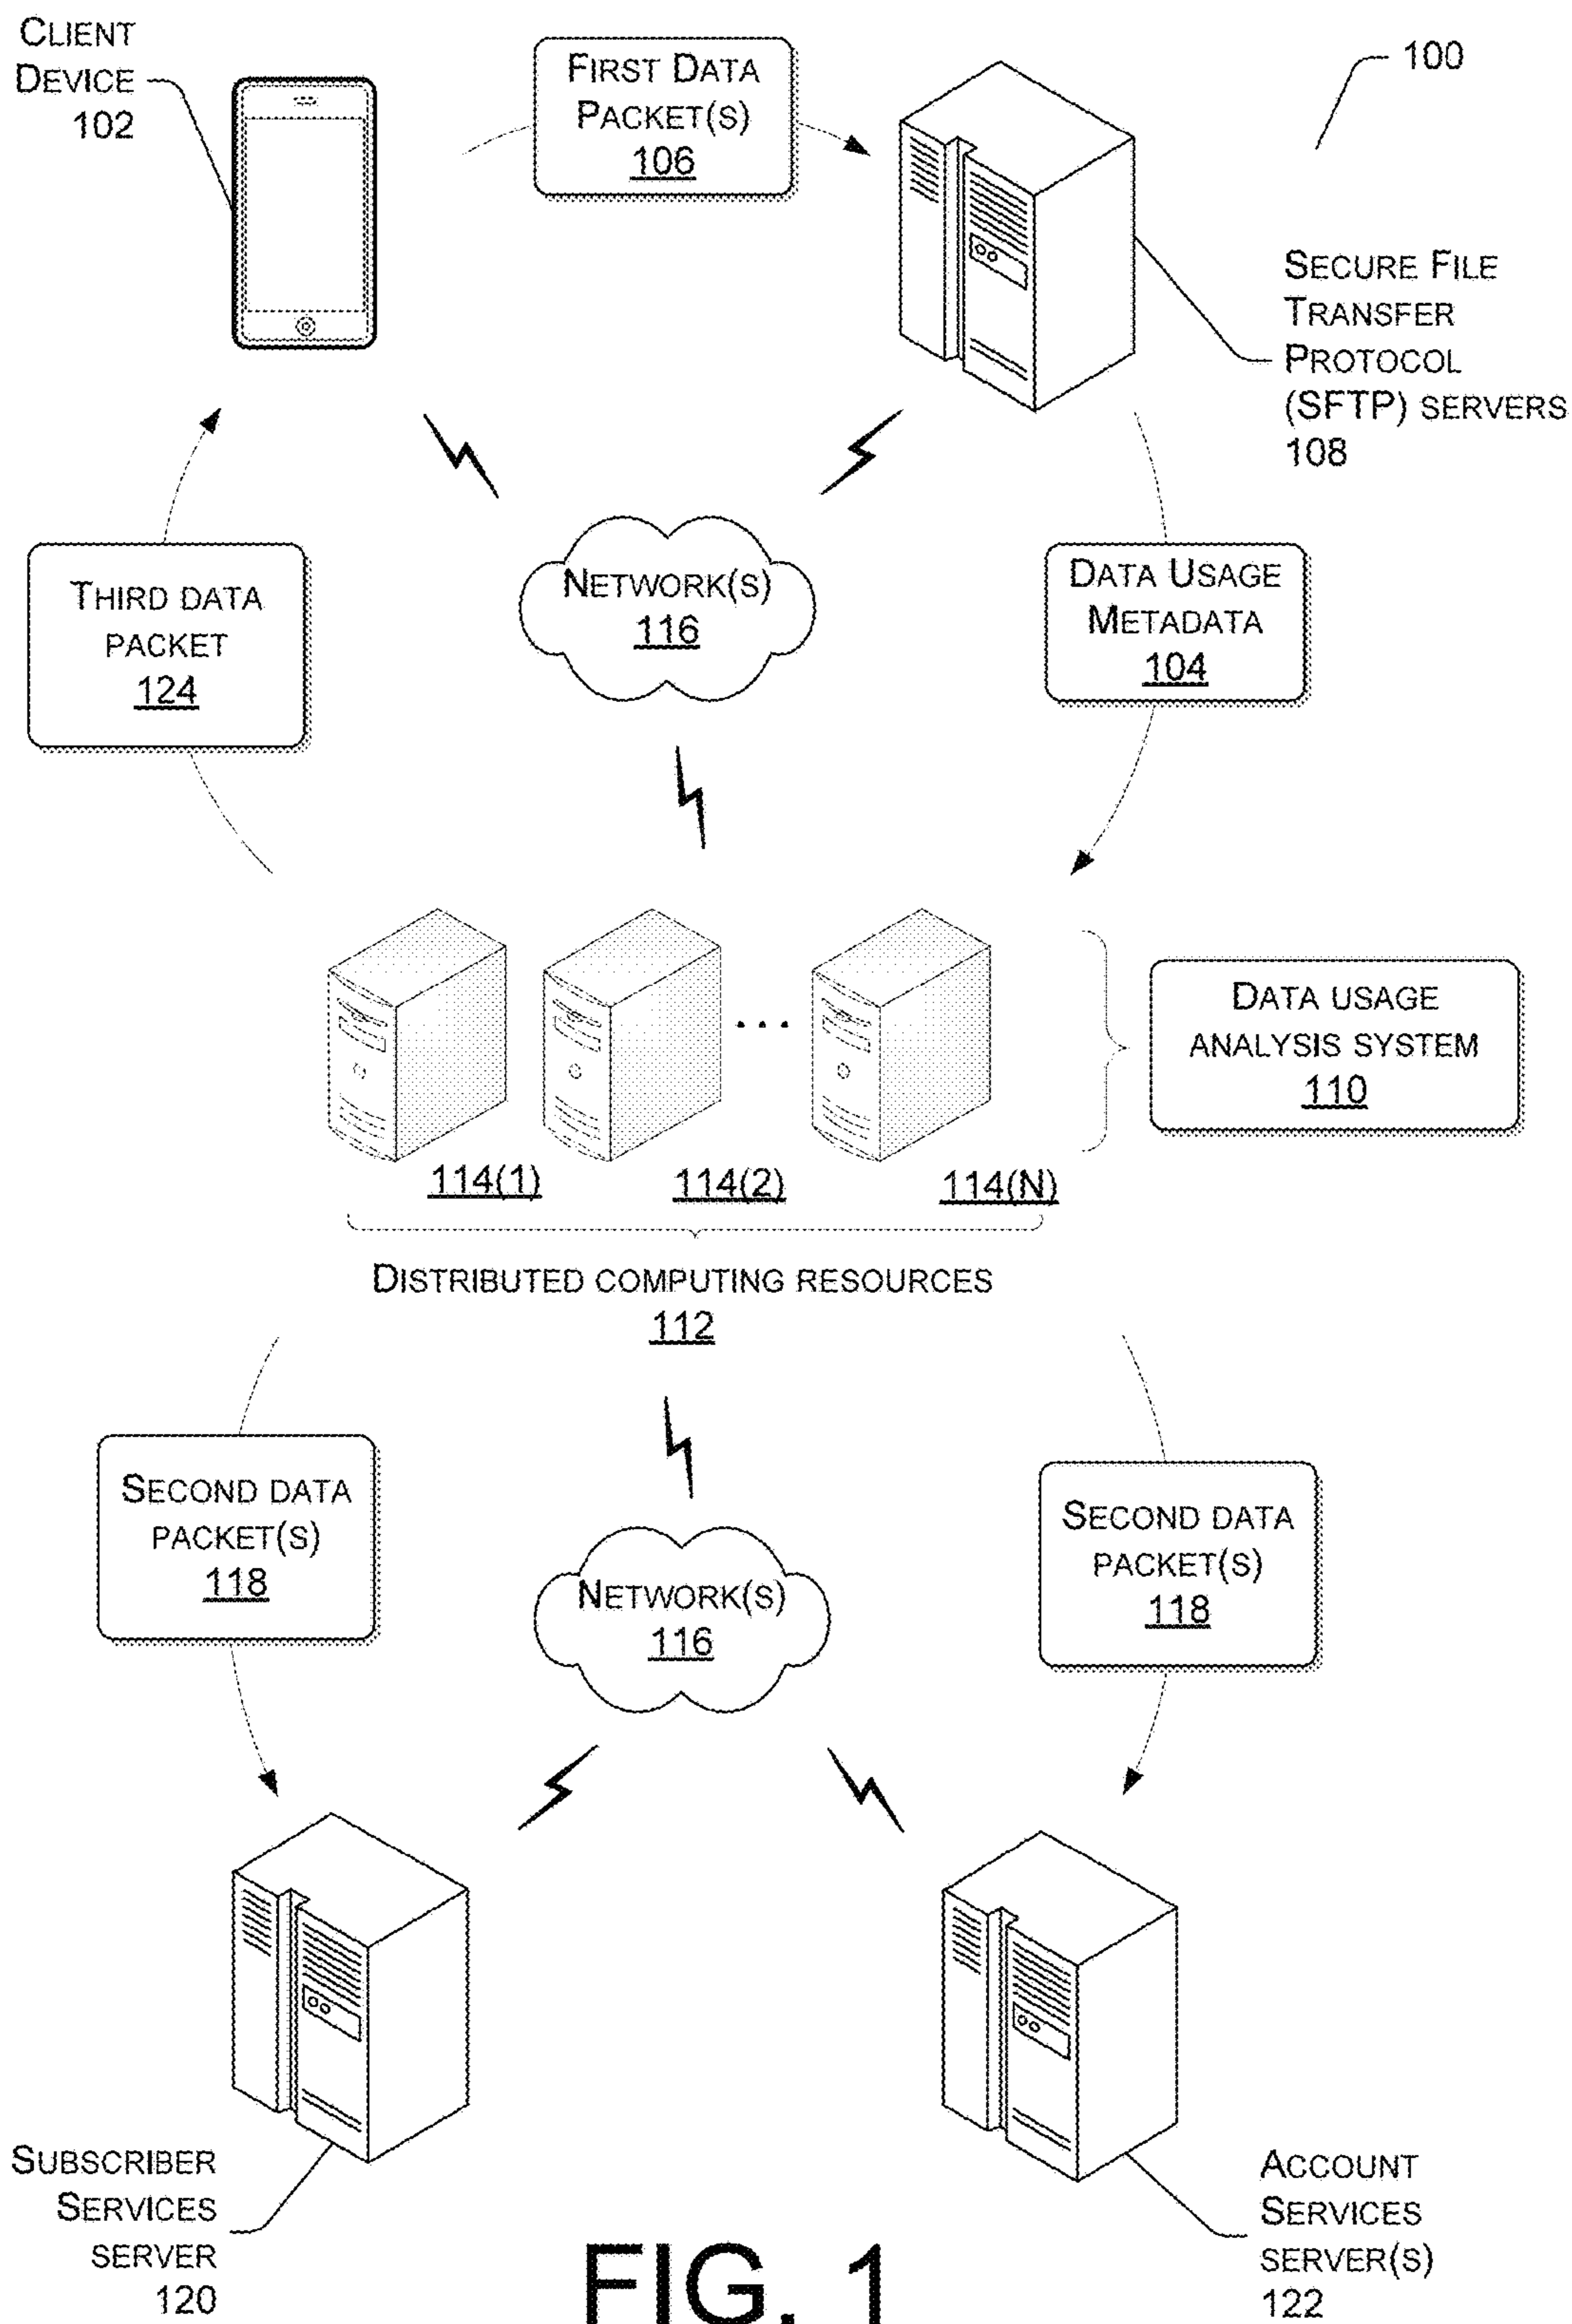 CLIENT
DEVICE
102
FIRST DATA
PACKET(S)
106
100
SECURE FILE
TRANSFER
PROTOCOL
(SFTP) SERVERS
108
THIRD DATA
PACKET
124
NETWORK(S)
116
DATA USAGE
METADATA
104
DATA USAGE
ANALYSIS SYSTEM
110
114(1)
114(2)
...
114(N)
DISTRIBUTED COMPUTING RESOURCES
112
SECOND DATA
PACKET(S)
118
NETWORK(S)
116
SECOND DATA
PACKET(S)
118
SUBSCRIBER
SERVICES
SERVER
120
ACCOUNT
SERVICES
SERVER(S)
122
FIG. 1